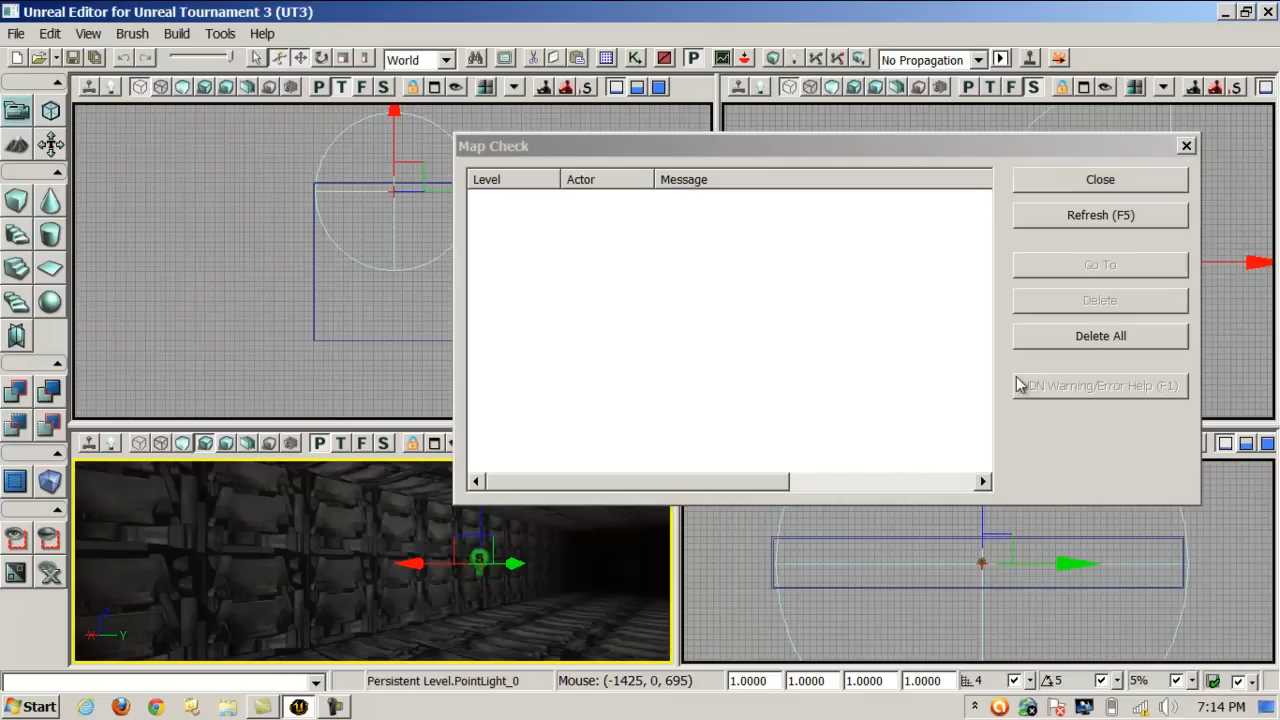 Unreal Editor for Unreal Tournament 3 (UT3)
File Edit View Brush Build Tools Help
World
P
No Propagation
P T F S
P T F S
Map Check
Level Actor Message
Close
Refresh (F5)
Go To
Delete
Delete All
DN Warning/Error Help (F1)
P T F S
S
X Y
Persistent Level.PointLight_0
Mouse: (-1425, 0, 695)
1.0000 1.0000 1.0000 1.0000
4
5
5%
Start
7:14 PM